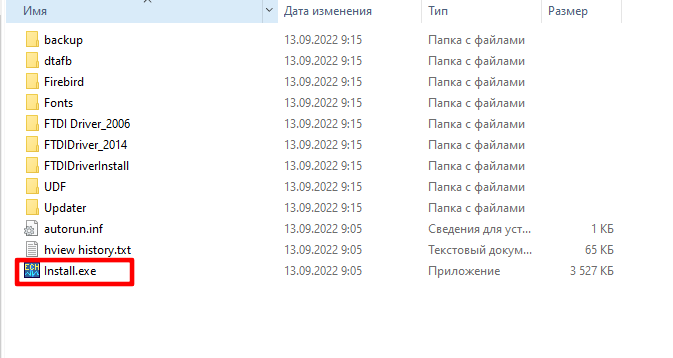 Имя Дата изменения Тип Размер
backup 13.09.2022 9:15 Папка с файлами
dtafb 13.09.2022 9:15 Папка с файлами
Firebird 13.09.2022 9:15 Папка с файлами
Fonts 13.09.2022 9:15 Папка с файлами
FTDI Driver_2006 13.09.2022 9:15 Папка с файлами
FTDIDriver_2014 13.09.2022 9:15 Папка с файлами
FTDIDriverInstall 13.09.2022 9:15 Папка с файлами
UDF 13.09.2022 9:15 Папка с файлами
Updater 13.09.2022 9:15 Папка с файлами
autorun.inf 13.09.2022 9:05 Сведения для уст... 1 КБ
hview history.txt 13.09.2022 9:05 Текстовый докум... 65 КБ
Install.exe 13.09.2022 9:05 Приложение 3 527 КБ